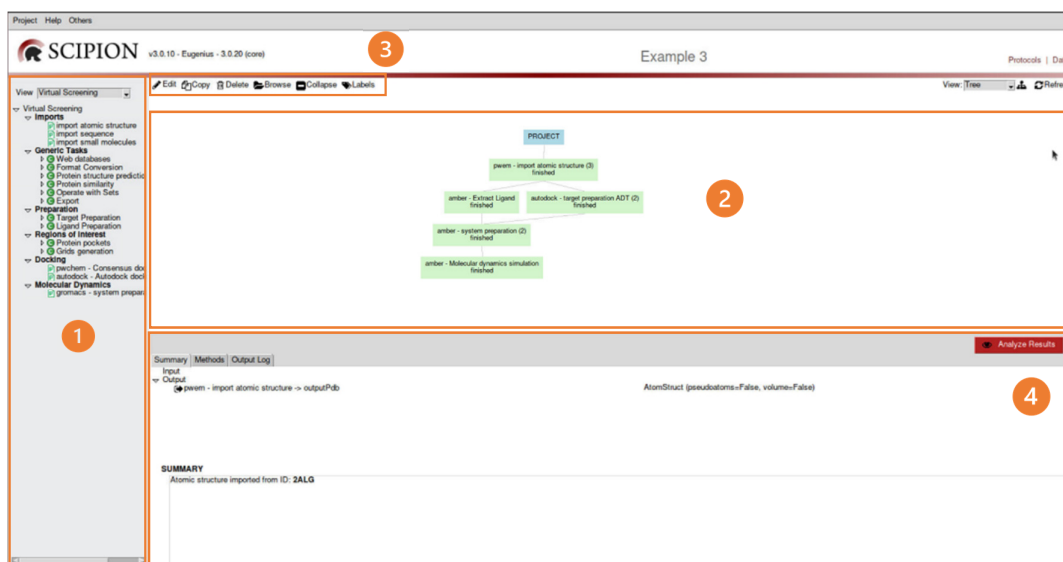 Project Help Others
SCIPION v3.0.10 - Eugenius - 3.0.20 (core) 3 Example 3 Protocols | Da
View Virtual Screening
Edit Copy Delete Browse Collapse Labels View: Tree Refre
Virtual Screening
Imports
import atomic structure
import sequence
import small molecules
Generic Tasks
Web databases
Format Conversion
Protein structure predictio
Protein similarity
Operate with Sets
Export
Preparation
Target Preparation
Ligand Preparation
Regions of Interest
Protein pockets
Grids generation
Docking
pwchem - Consensus do
autodock - Autodock doc
Molecular Dynamics
gromacs - system prepar
1
PROJECT
pwem - import atomic structure (3)
finished
amber - Extract Ligand
finished
autodock - target preparation ADT (2)
finished
2
amber - system preparation (2)
finished
amber - Molecular dynamics simulation
finished
Analyze Results
Summary Methods Output Log
Input
Output
pwem - import atomic structure -> outputPdb AtomStruct (pseudoatoms=False, volume=False)
4
SUMMARY
Atomic structure imported from ID: 2ALG